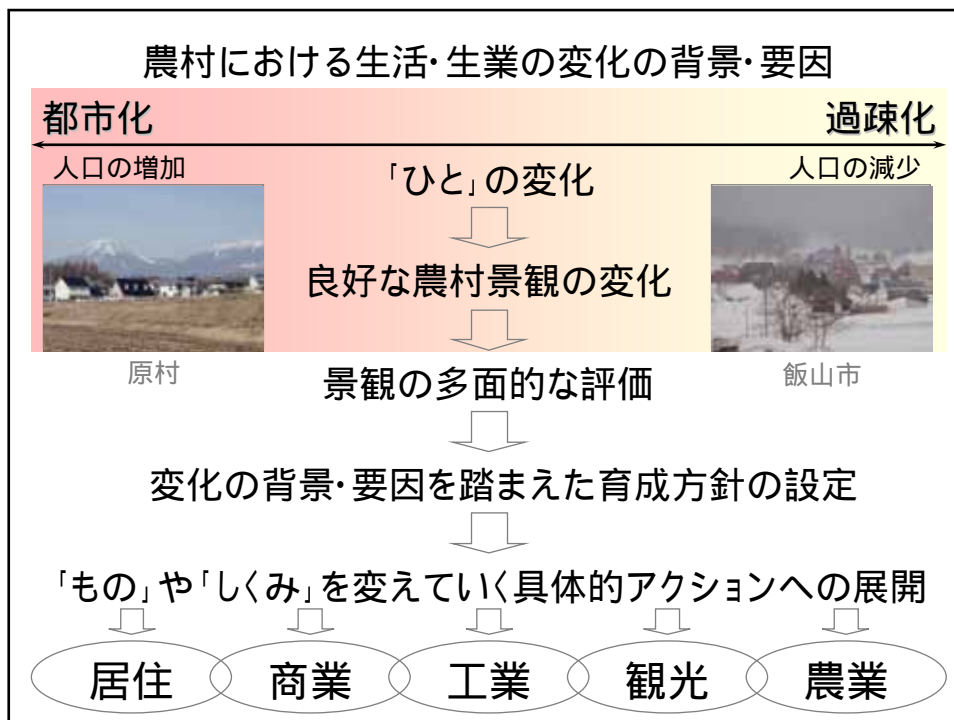 農村における生活・生業の変化の背景・要因
都市化
過疎化
人口の増加
「ひと」の変化
人口の減少
良好な農村景観の変化
原村
飯山市
景観の多面的な評価
変化の背景・要因を踏まえた育成方針の設定
「もの」や「しくみ」を変えていく具体的アクションへの展開
居住
商業
工業
観光
農業